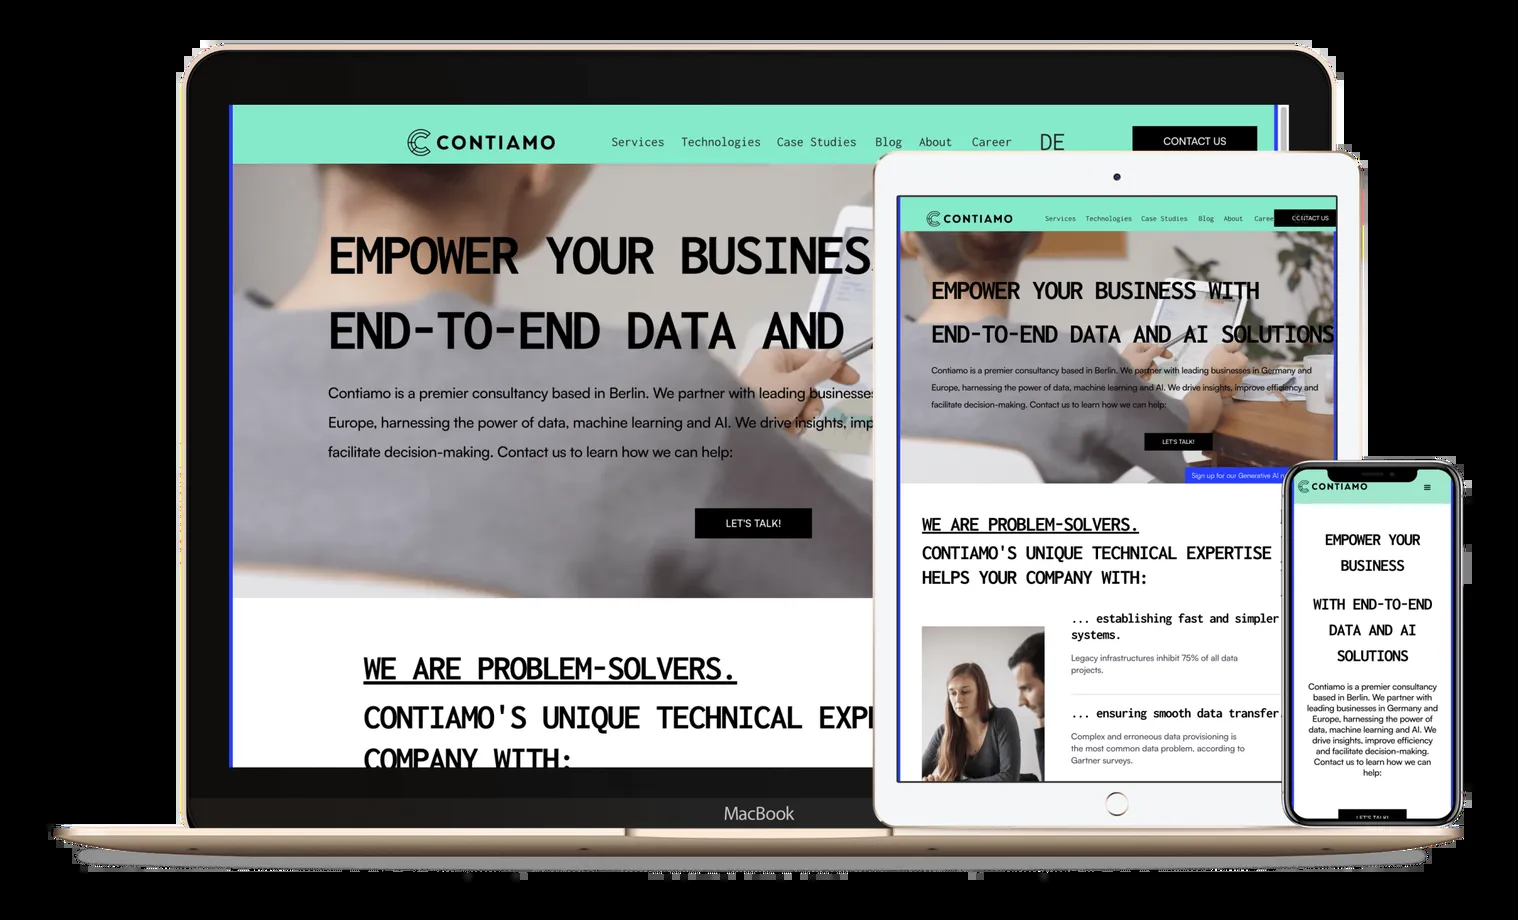 CONTIAMO
Services Technologies Case Studies Blog About Career DE CONTACT US
EMPOWER YOUR
END-TO-END DATA AND
Contiamo is a premier consultancy based in Berlin. We partner with leading businesses
Europe, harnessing the power of data, machine learning and AI. We drive insights,
facilitate decision-making. Contact us to learn how we can help:
LET'S TALK!
WE ARE PROBLEM-SOLVERS.
CONTIAMO'S UNIQUE TECHNICAL
COMPANY WITH:
MacBook
CONTIAMO
Services Technologies Case Studies Blog About CONTACT US
EMPOWER YOUR BUSINESS WITH
END-TO-END DATA AND AI SOLUTIONS
Contiamo is a premier consultancy based in Berlin. We partner with leading businesses in Germany and
Europe, harnessing the power of data, machine learning and AI. We drive insights, improve efficiency and
facilitate decision-making. Contact us to learn how we can help:
LET'S TALK!
Sign up for our Generative AI
WE ARE PROBLEM-SOLVERS.
CONTIAMO'S UNIQUE TECHNICAL EXPERTISE
HELPS YOUR COMPANY WITH:
... establishing fast and simpler
systems.
Legacy infrastructures inhibit 75% of all data
projects.
... ensuring smooth data transfer
Complex and erroneous data provisioning is
the most common data problem, according to
Gartner surveys.
CONTIAMO
EMPOWER YOUR
BUSINESS
WITH END-TO-END
DATA AND AI
SOLUTIONS
Contiamo is a premier consultancy
based in Berlin. We partner with
leading businesses in Germany and
Europe, harnessing the power of
data, machine learning and AI. We
drive insights, improve efficiency
and facilitate decision-making.
Contact us to learn how we can
help:
LET'S TALK!